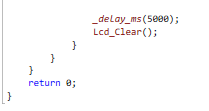 _delay_ms(5000);
Lcd_Clear();
}
}
}
return 0;
}